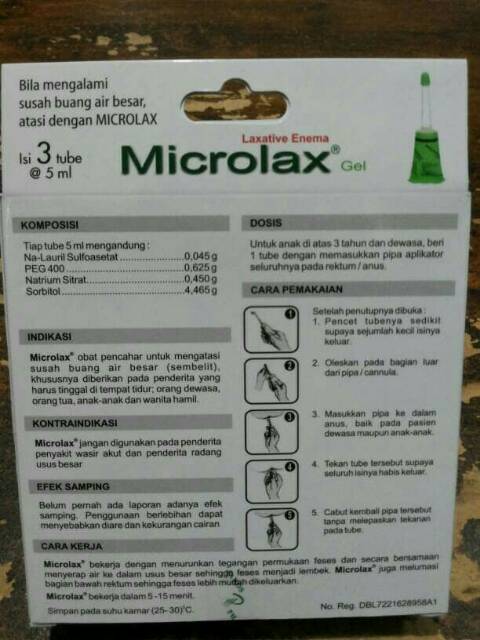 Bila mengalami
susah buang air besar,
atasi dengan MICROLAX
Isi 3 tube
@ 5 ml
Laxative Enema
Microlax® Gel
KOMPOSISI
Tiap tube 5 ml mengandung :
Na-Lauril Sulfoasetat ....................0,045 g
PEG 400 ....................................0,625 g
Natrium Sitrat..............................0,450 g
Sorbitol........................................4,465 g
INDIKASI
Microlax® obat pencahar untuk mengatasi
susah buang air besar (sembelit),
khususnya diberikan pada penderita yang
harus tinggal di tempat tidur; orang dewasa,
orang tua, anak-anak dan wanita hamil.
KONTRAINDIKASI
Microlax® jangan digunakan pada penderita
penyakit wasir akut dan penderita radang
usus besar
EFEK SAMPING
Belum pernah ada laporan adanya efek
samping. Penggunaan berlebihan dapat
menyebabkan diare dan kekurangan cairan
DOSIS
Untuk anak di atas 3 tahun dan dewasa, beri
1 tube dengan memasukkan pipa aplikator
seluruhnya pada rektum / anus.
CARA PEMAKAIAN
Setelah penutupnya dibuka :
1
1. Pencet tubenya sedikit
supaya sejumlah kecil isinya
keluar.
2
2. Oleskan pada bagian luar
dari pipa / cannula.
3
3. Masukkan pipa ke dalam
anus, baik pada pasien
dewasa maupun anak-anak.
4
4. Tekan tube tersebut supaya
seluruh isinya habis keluar.
5
5. Cabut kembali pipa tersebut
tanpa melepaskan tekanan
pada tube.
CARA KERJA
Microlax® bekerja dengan menurunkan tegangan permukaan feses dan secara bersamaan
menyerap air ke dalam usus besar sehingga feses menjadi lembek. Microlax® juga melumasi
bagian bawah rektum sehingga feses lebih mudah dikeluarkan.
Microlax® bekerja dalam 5 -15 menit.
Simpan pada suhu kamar (25- 30)°C.
No. Reg. DBL7221628958A1